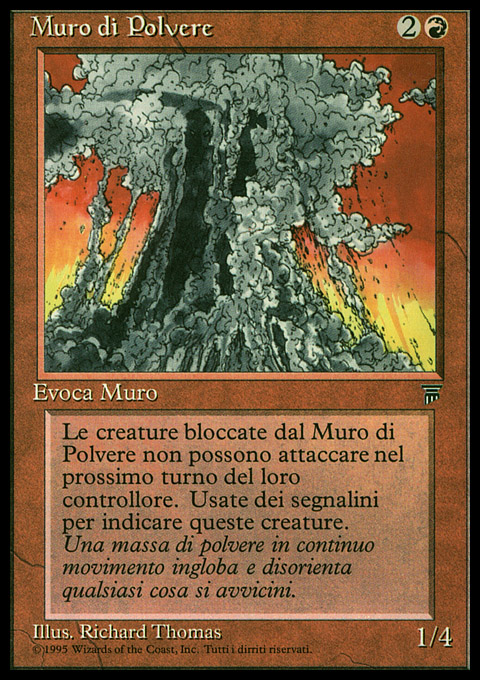 Muro di Polvere 2
Evoca Muro
Le creature bloccate dal Muro di
Polvere non possono attaccare nel
prossimo turno del loro
controllore. Usate dei segnalini
per indicare queste creature.
Una massa di polvere in continuo
movimento ingloba e disorienta
qualsiasi cosa si avvicini.
Illus. Richard Thomas
1/4
©1995 Wizards of the Coast, Inc. Tutti i dirriti riservati.